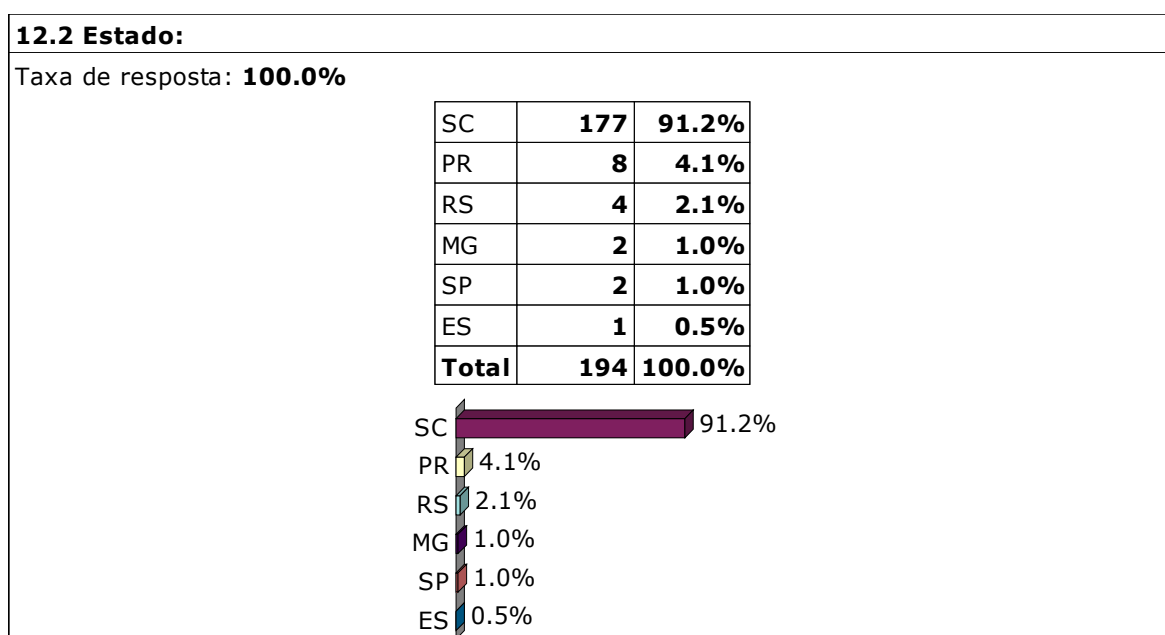 12.2 Estado:
Taxa de resposta: 100.0%
SC 177 91.2%
PR 8 4.1%
RS 4 2.1%
MG 2 1.0%
SP 2 1.0%
ES 1 0.5%
Total 194 100.0%
SC 91.2%
PR 4.1%
RS 2.1%
MG 1.0%
SP 1.0%
ES 0.5%